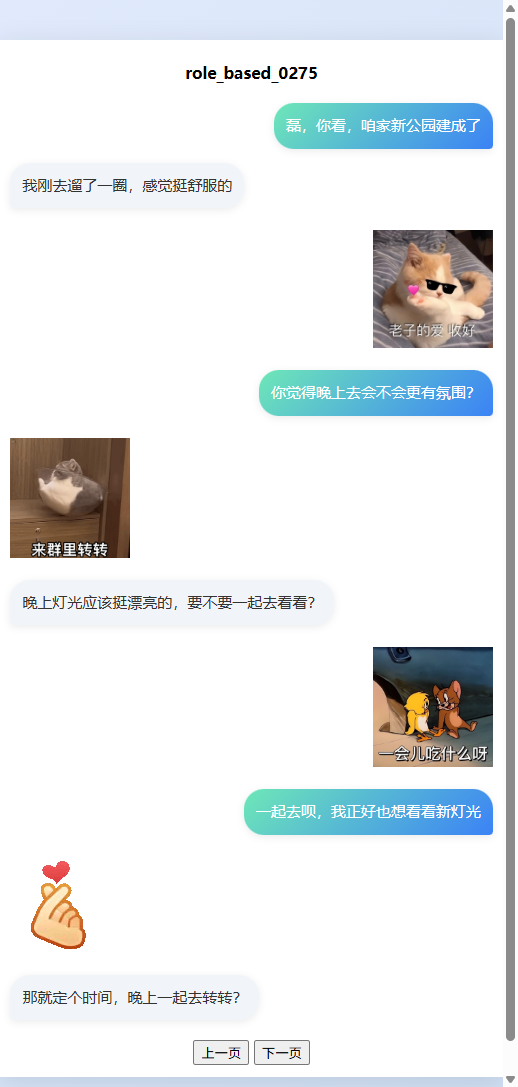 role_based_0275
磊，你看，咱家新公园建成了
我刚去遛了一圈，感觉挺舒服的
老子的爱 收好
你觉得晚上去会不会更有氛围？
来群里转转
晚上灯光应该挺漂亮的，要不要一起去看看？
一会儿吃什么呀
一起去呗，我正好也想看看新灯光
那就定个时间，晚上一起去转转？
上一页 下一页